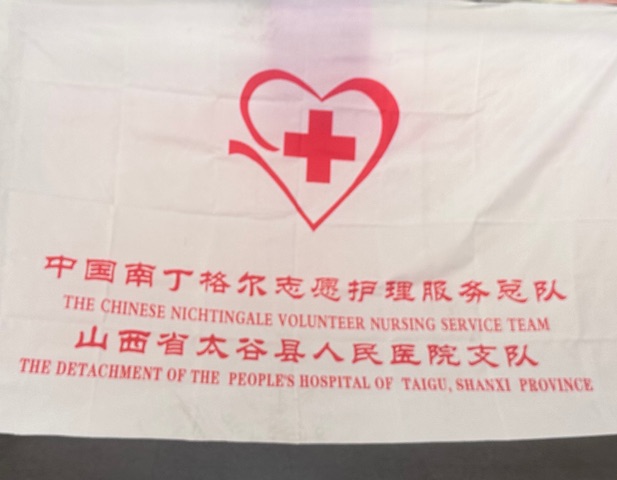 中国南丁格尔志愿护理服务总队
THE CHINESE NICHTINGALE VOLUNTEER NURSING SERVICE TEAM
山西省太谷县人民医院支队
THE DETACHMENT OF THE PEOPLE'S HOSPITAL OF TAIGU, SHANXI PROVINCE